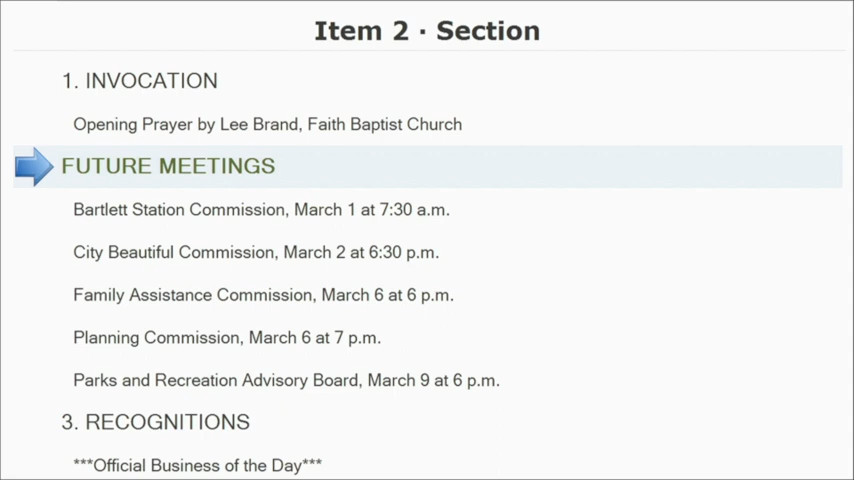 Item 2 · Section
1. INVOCATION
Opening Prayer by Lee Brand, Faith Baptist Church
FUTURE MEETINGS
Bartlett Station Commission, March 1 at 7:30 a.m.
City Beautiful Commission, March 2 at 6:30 p.m.
Family Assistance Commission, March 6 at 6 p.m.
Planning Commission, March 6 at 7 p.m.
Parks and Recreation Advisory Board, March 9 at 6 p.m.
3. RECOGNITIONS
***Official Business of the Day***